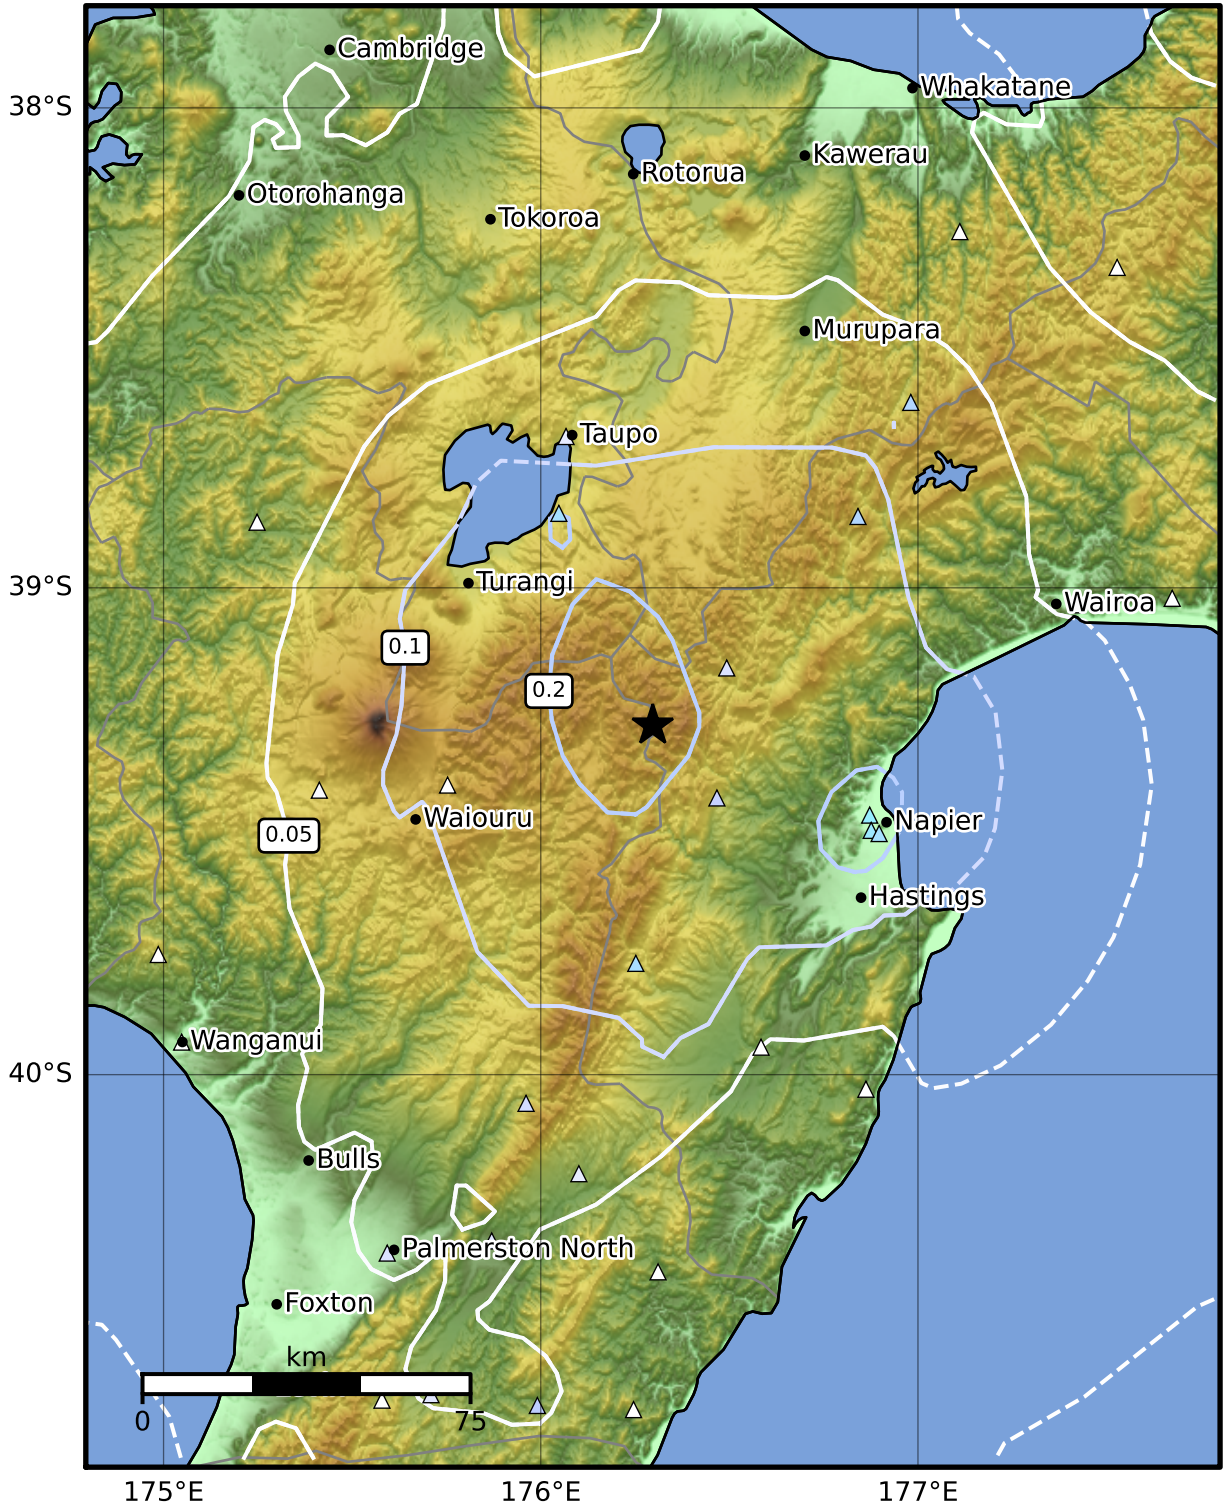 Cambridge
Whakatane
38°S
Kawerau
Rotorua
Otorohanga
Tokoroa
Murupara
Taupo
39°S
Turangi
Wairoa
0.1
0.2
Waiouru
Napier
0.05
Hastings
Wanganui
40°S
Bulls
Palmerston North
Foxton
km
0 75
175°E 176°E 177°E